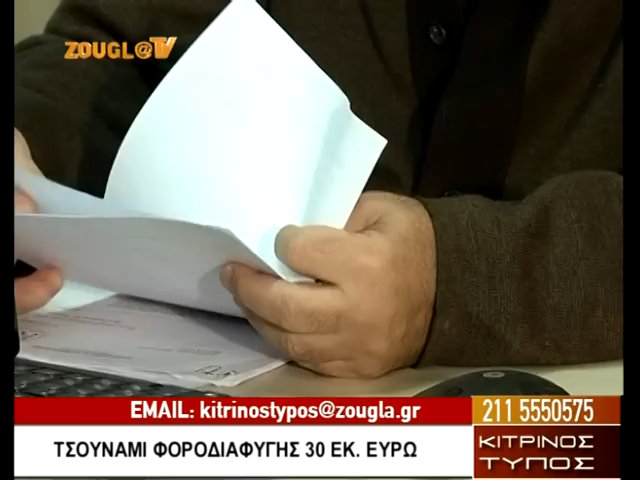 ZOUGL@TV
EMAIL: kitrinostypos@zougla.gr
211 5550575
ΤΣΟΥΝΑΜΙ ΦΟΡΟΔΙΑΦΥΓΗΣ 30 ΕΚ. ΕΥΡΩ
ΚΙΤΡΙΝΟΣ
ΤΥΠΟΣ